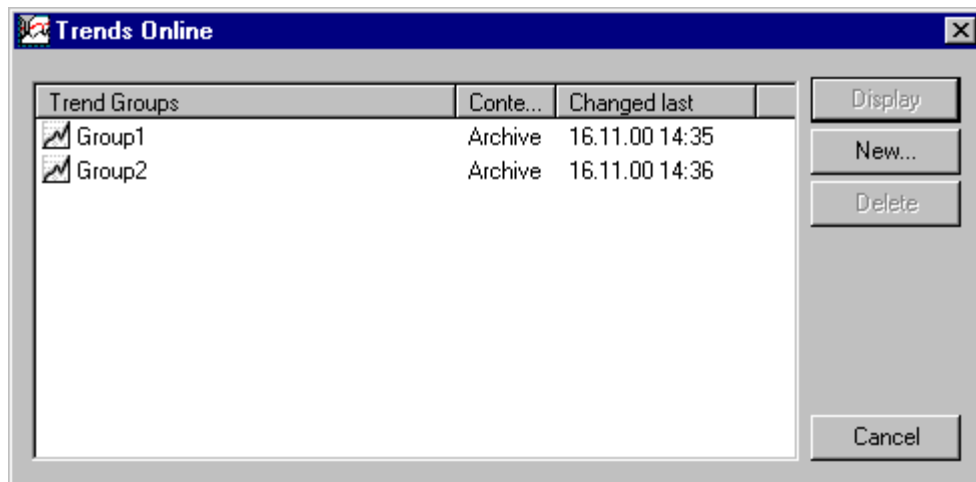 Trends Online
Trend Groups Conte... Changed last
Display
Group1 Archive 16.11.00 14:35
New...
Group2 Archive 16.11.00 14:36
Delete
Cancel